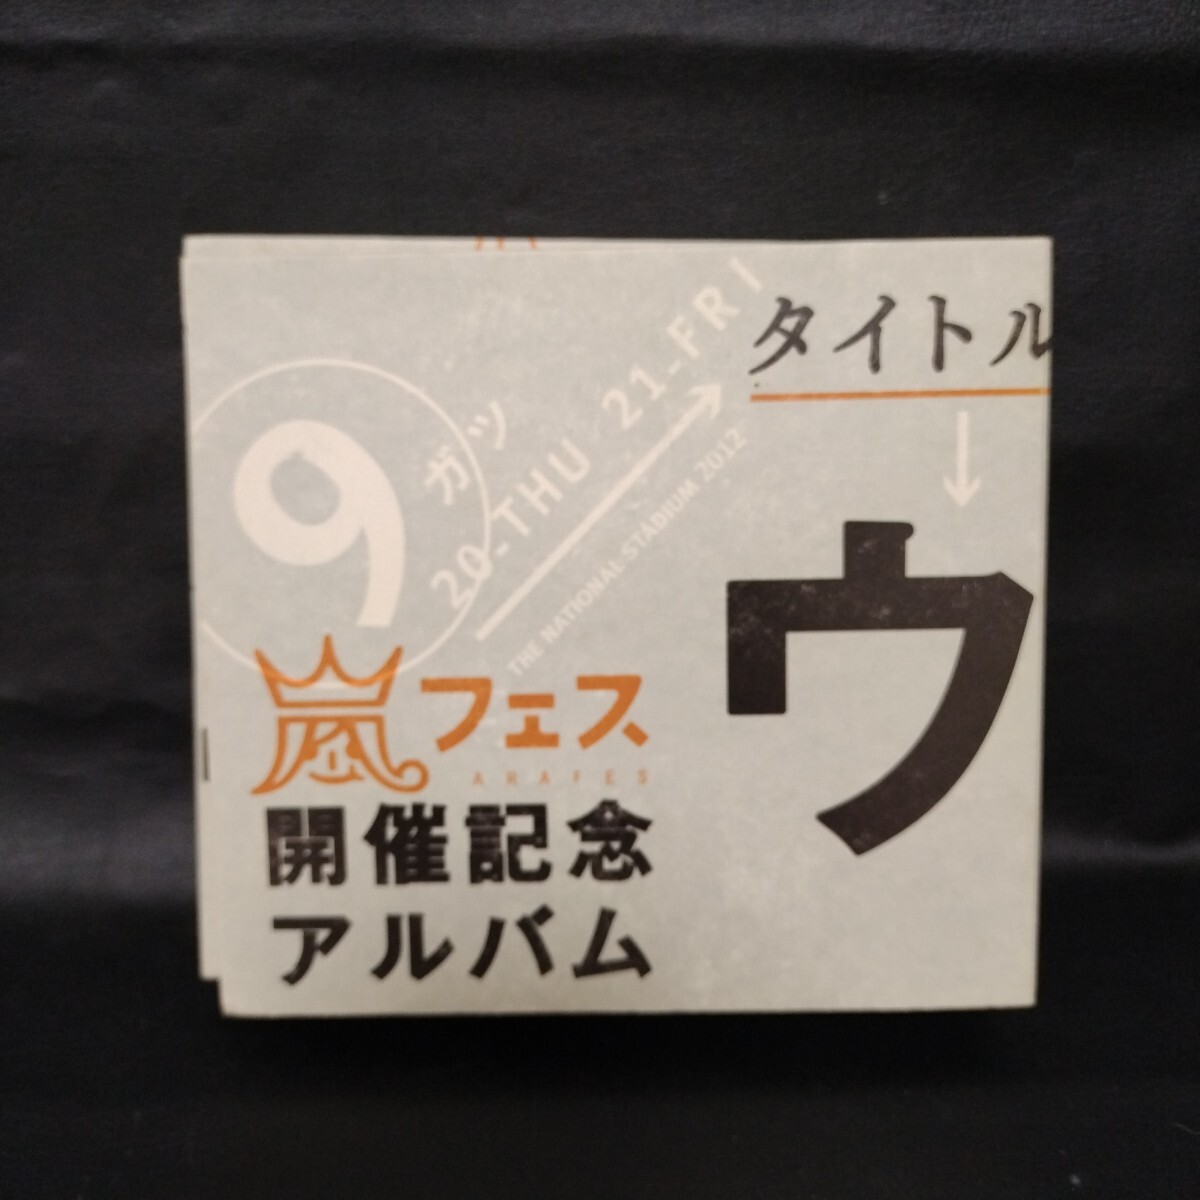 タイトル
ウ
9
ガツ
20-THU 21-FRI
THE NATIONAL STADIUM 2012
嵐フェス
ARAFES
開催記念
アルバム